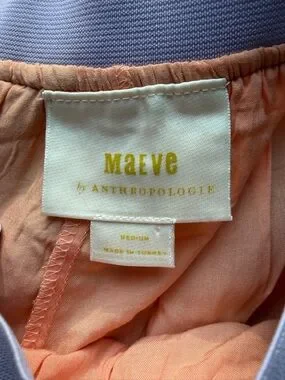 MAEVE
by ANTHROPOLOGIE
MEDIUM
MADE IN TURKEY